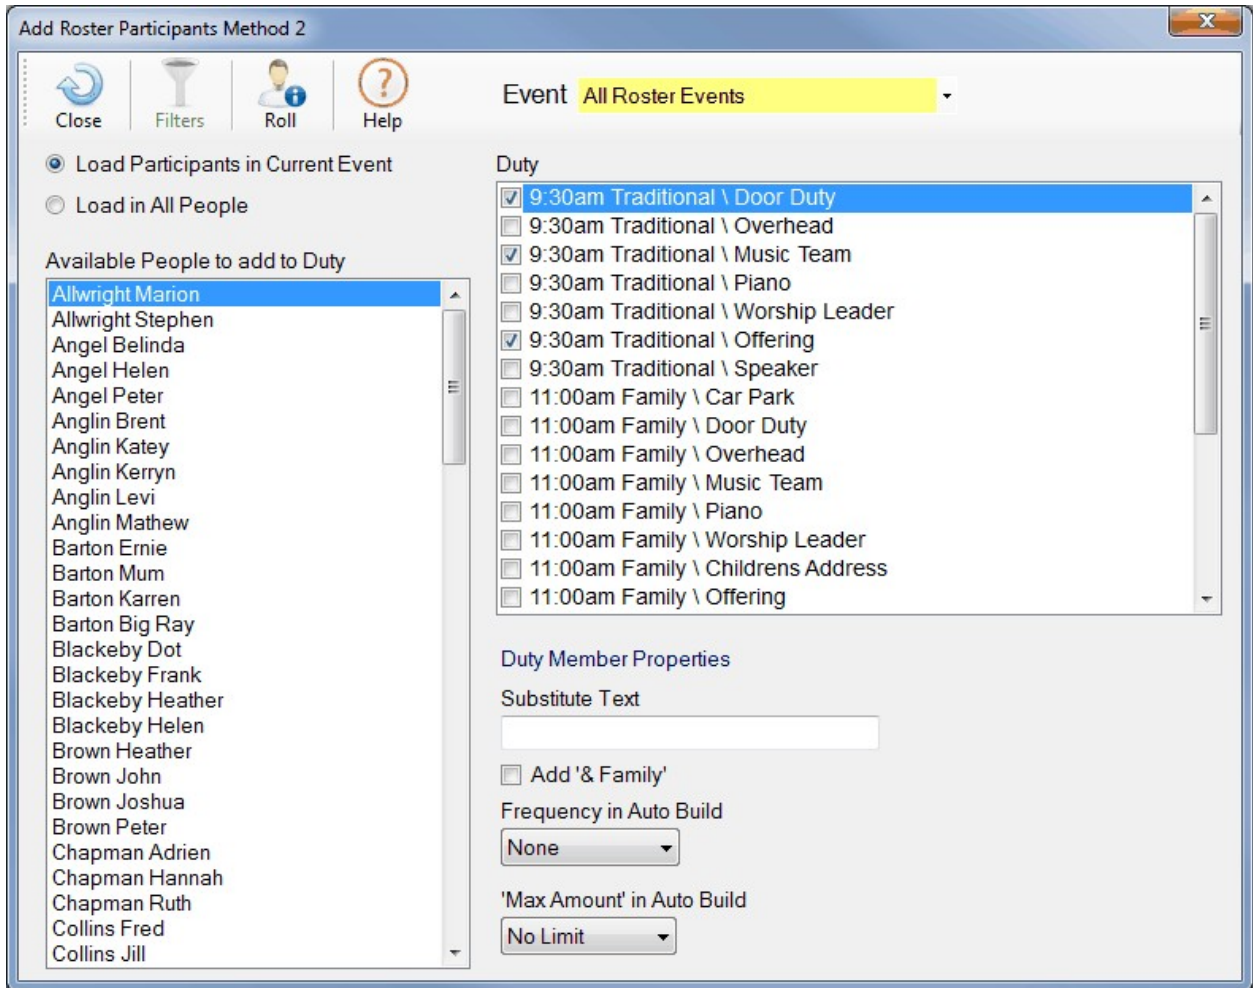 Add Roster Participants Method 2
Close
Filters
Roll
Help
Event
All Roster Events
Load Participants in Current Event
Load in All People
Available People to add to Duty
Allwright Marion
Allwright Stephen
Angel Belinda
Angel Helen
Angel Peter
Anglin Brent
Anglin Katey
Anglin Kerryn
Anglin Levi
Anglin Mathew
Barton Ernie
Barton Mum
Barton Karren
Barton Big Ray
Blackeby Dot
Blackeby Frank
Blackeby Heather
Blackeby Helen
Brown Heather
Brown John
Brown Joshua
Brown Peter
Chapman Adrien
Chapman Hannah
Chapman Ruth
Collins Fred
Collins Jill
Duty
9:30am Traditional \ Door Duty
9:30am Traditional \ Overhead
9:30am Traditional \ Music Team
9:30am Traditional \ Piano
9:30am Traditional \ Worship Leader
9:30am Traditional \ Offering
9:30am Traditional \ Speaker
11:00am Family \ Car Park
11:00am Family \ Door Duty
11:00am Family \ Overhead
11:00am Family \ Music Team
11:00am Family \ Piano
11:00am Family \ Worship Leader
11:00am Family \ Childrens Address
11:00am Family \ Offering
Duty Member Properties
Substitute Text
Add '& Family'
Frequency in Auto Build
None
'Max Amount' in Auto Build
No Limit